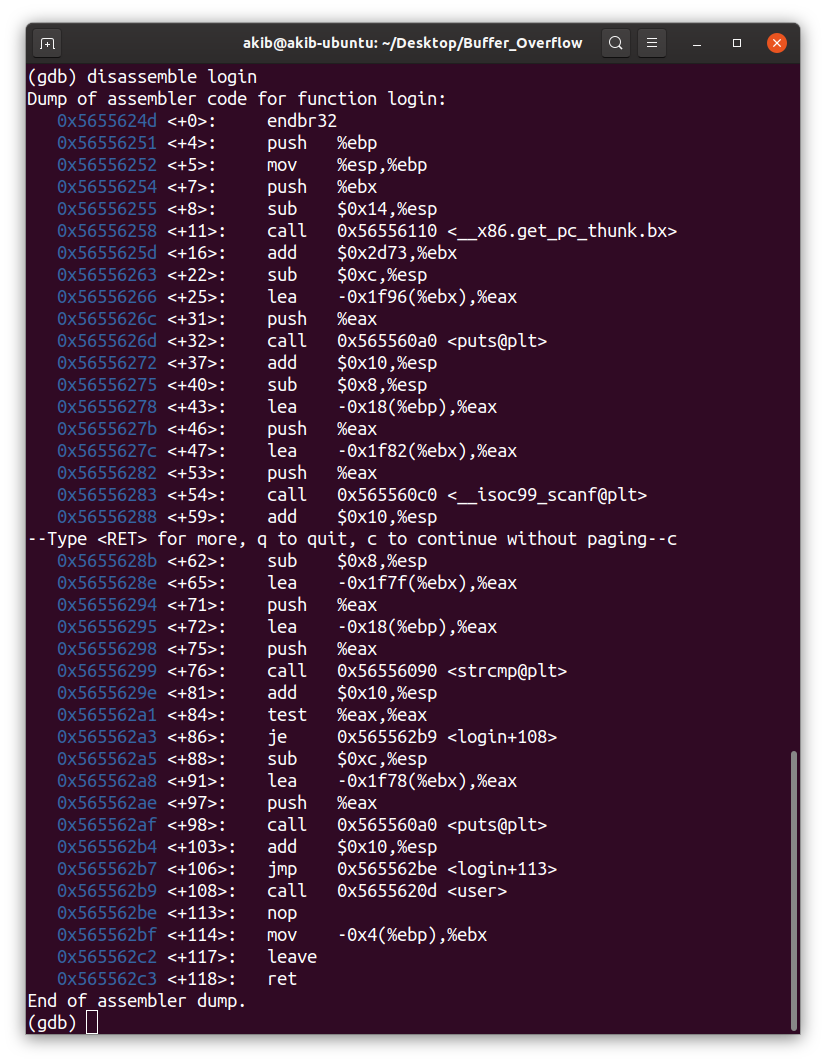 akib@akib-ubuntu: ~/Desktop/Buffer_Overflow
(gdb) disassemble login
Dump of assembler code for function login:
   0x5655624d <+0>:     endbr32
   0x56556251 <+4>:     push   %ebp
   0x56556252 <+5>:     mov    %esp,%ebp
   0x56556254 <+7>:     push   %ebx
   0x56556255 <+8>:     sub    $0x14,%esp
   0x56556258 <+11>:    call   0x56556110 <__x86.get_pc_thunk.bx>
   0x5655625d <+16>:    add    $0x2d73,%ebx
   0x56556263 <+22>:    sub    $0xc,%esp
   0x56556266 <+25>:    lea    -0x1f96(%ebx),%eax
   0x5655626c <+31>:    push   %eax
   0x5655626d <+32>:    call   0x565560a0 <puts@plt>
   0x56556272 <+37>:    add    $0x10,%esp
   0x56556275 <+40>:    sub    $0x8,%esp
   0x56556278 <+43>:    lea    -0x18(%ebp),%eax
   0x5655627b <+46>:    push   %eax
   0x5655627c <+47>:    lea    -0x1f82(%ebx),%eax
   0x56556282 <+53>:    push   %eax
   0x56556283 <+54>:    call   0x565560c0 <__isoc99_scanf@plt>
   0x56556288 <+59>:    add    $0x10,%esp
--Type <RET> for more, q to quit, c to continue without paging--c
   0x5655628b <+62>:    sub    $0x8,%esp
   0x5655628e <+65>:    lea    -0x1f7f(%ebx),%eax
   0x56556294 <+71>:    push   %eax
   0x56556295 <+72>:    lea    -0x18(%ebp),%eax
   0x56556298 <+75>:    push   %eax
   0x56556299 <+76>:    call   0x56556090 <strcmp@plt>
   0x5655629e <+81>:    add    $0x10,%esp
   0x565562a1 <+84>:    test   %eax,%eax
   0x565562a3 <+86>:    je     0x565562b9 <login+108>
   0x565562a5 <+88>:    sub    $0xc,%esp
   0x565562a8 <+91>:    lea    -0x1f78(%ebx),%eax
   0x565562ae <+97>:    push   %eax
   0x565562af <+98>:    call   0x565560a0 <puts@plt>
   0x565562b4 <+103>:   add    $0x10,%esp
   0x565562b7 <+106>:   jmp    0x565562be <login+113>
   0x565562b9 <+108>:   call   0x5655620d <user>
   0x565562be <+113>:   nop
   0x565562bf <+114>:   mov    -0x4(%ebp),%ebx
   0x565562c2 <+117>:   leave
   0x565562c3 <+118>:   ret
End of assembler dump.
(gdb)